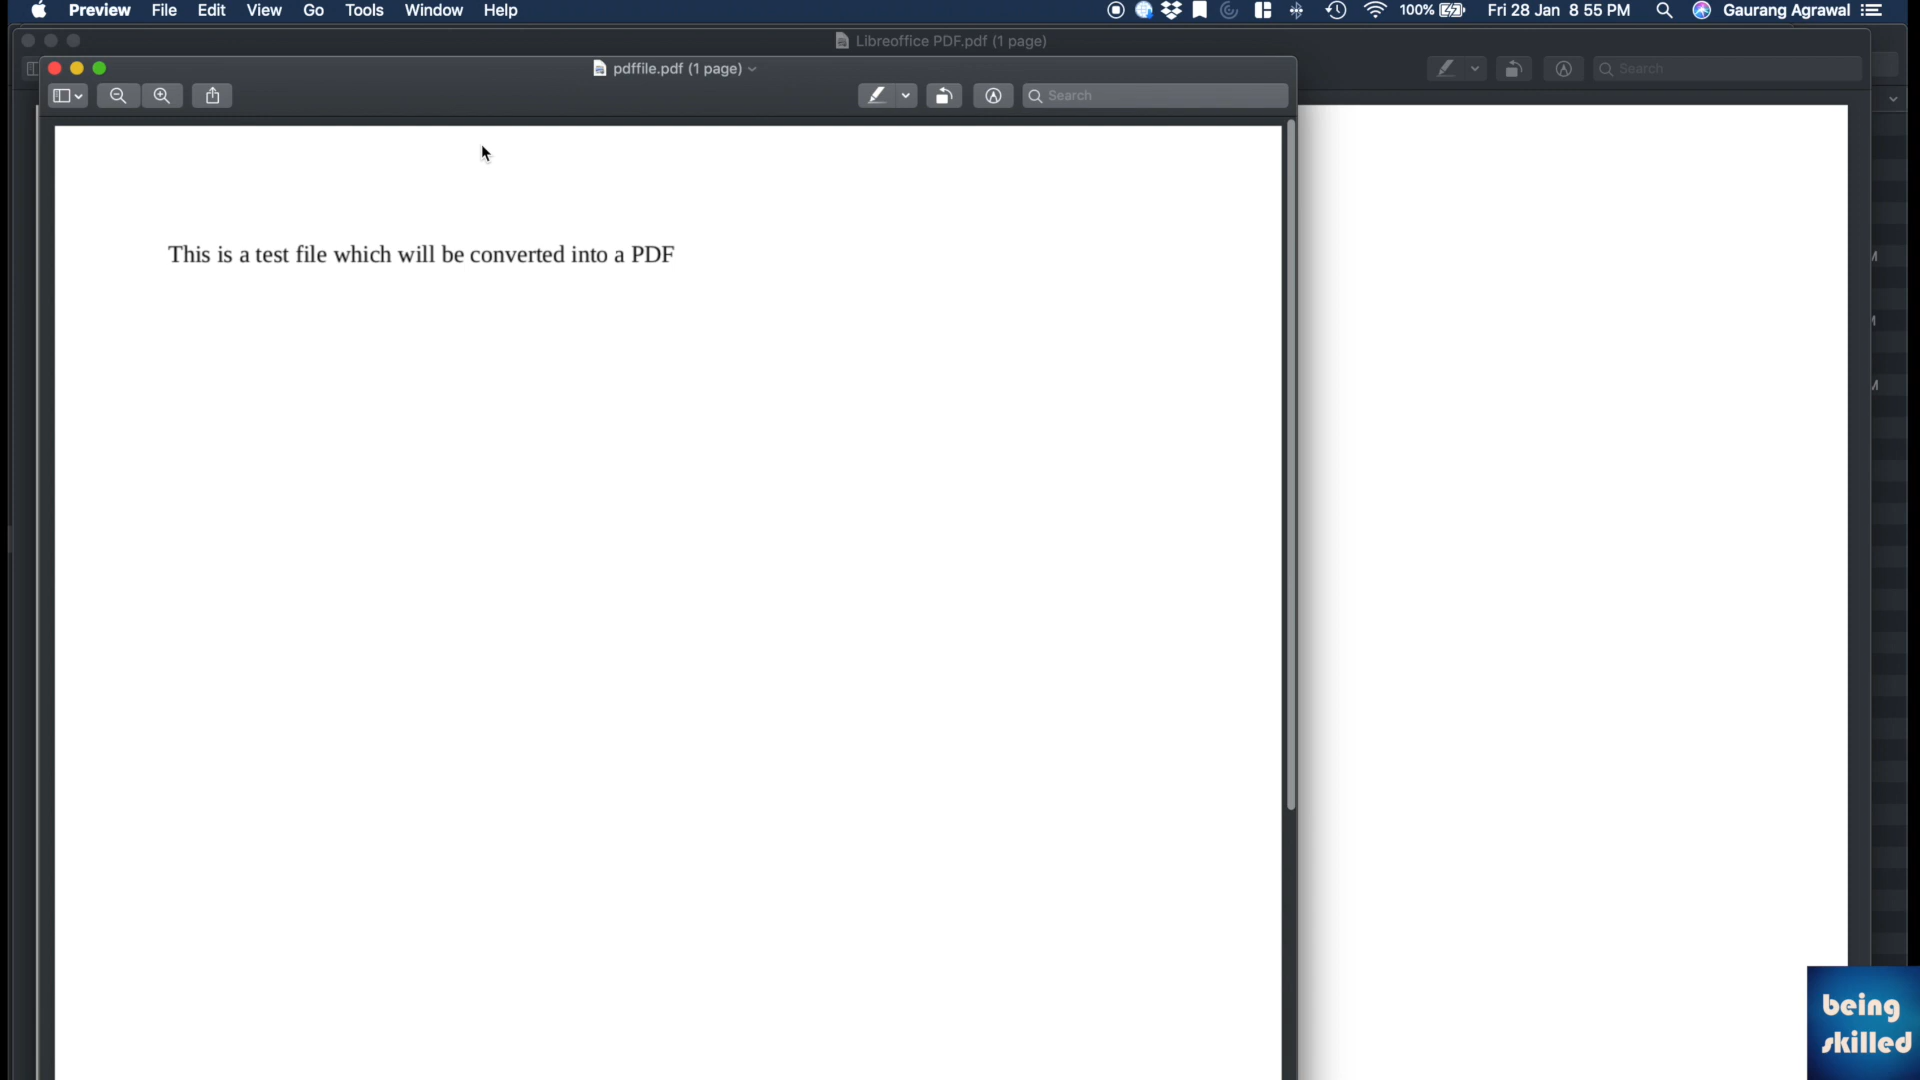 Preview File Edit View Go Tools Window Help 100% Fri 28 Jan 8 55 PM Gaurang Agrawal
Libreoffice PDF.pdf (1 page)
pdffile.pdf (1 page)
Search
Search
This is a test file which will be converted into a PDF
M
M
M
being
skilled